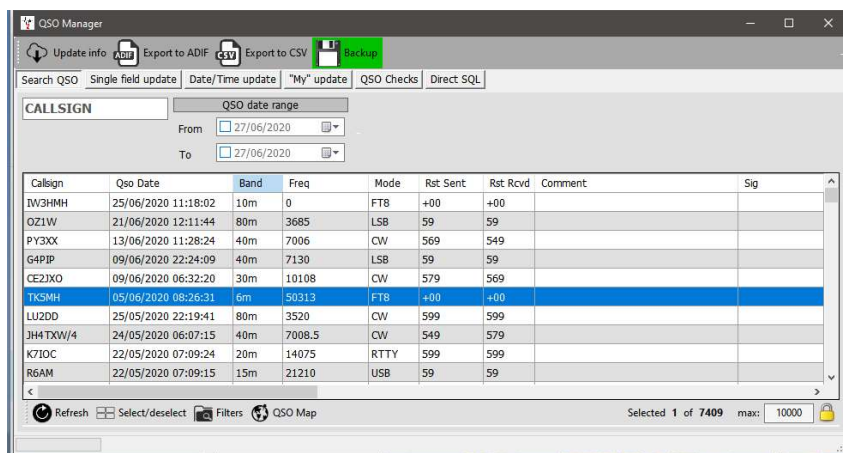 QSO Manager
Update info ADIF Export to ADIF CSV Export to CSV Backup
Search QSO Single field update Date/Time update "My" update QSO Checks Direct SQL
CALLSIGN
QSO date range
From 27/06/2020
To 27/06/2020
Callsign Qso Date Band Freq Mode Rst Sent Rst Rcvd Comment Sig
IW3HMH 25/06/2020 11:18:02 10m 0 FT8 +00 +00
OZ1W 21/06/2020 12:11:44 80m 3685 LSB 59 59
PY3XX 13/06/2020 11:28:24 40m 7006 CW 569 549
G4PIP 09/06/2020 22:24:09 40m 7130 LSB 59 59
CE2JXO 09/06/2020 06:32:20 30m 10108 CW 579 569
TK5MH 05/06/2020 08:26:31 6m 50313 FT8 +00 +00
LU2DD 25/05/2020 22:19:41 80m 3520 CW 599 599
JH4TXW/4 24/05/2020 06:07:15 40m 7008.5 CW 549 579
K7IOC 22/05/2020 07:09:24 20m 14075 RTTY 599 599
R6AM 22/05/2020 07:09:15 15m 21210 USB 59 59
Refresh Select/deselect Filters QSO Map Selected 1 of 7409 max: 10000